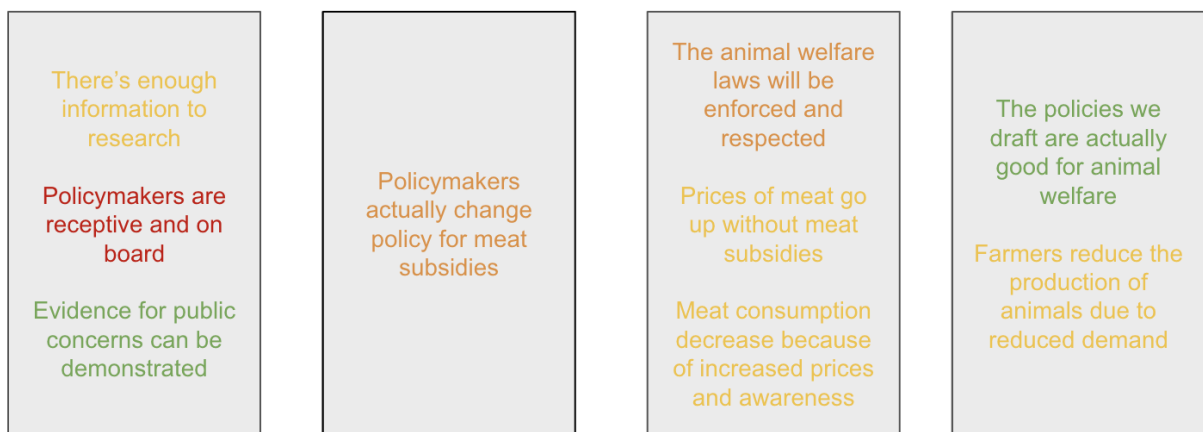 There’s enough
information to
research
Policymakers are
receptive and on
board
Evidence for public
concerns can be
demonstrated
Policymakers
actually change
policy for meat
subsidies
The animal welfare
laws will be
enforced and
respected
Prices of meat go
up without meat
subsidies
Meat consumption
decrease because
of increased prices
and awareness
The policies we
draft are actually
good for animal
welfare
Farmers reduce the
production of
animals due to
reduced demand